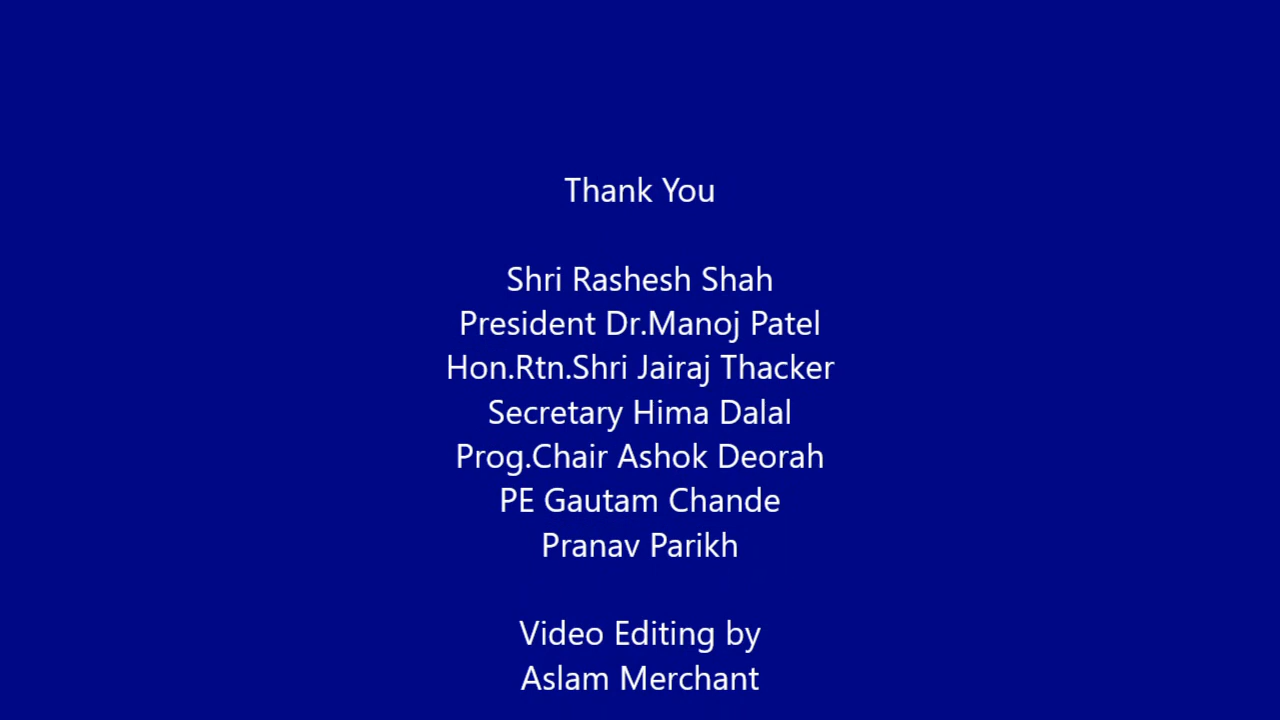 Thank You
Shri Rashesh Shah
President Dr.Manoj Patel
Hon.Rtn.Shri Jairaj Thacker
Secretary Hima Dalal
Prog.Chair Ashok Deorah
PE Gautam Chande
Pranav Parikh
Video Editing by
Aslam Merchant